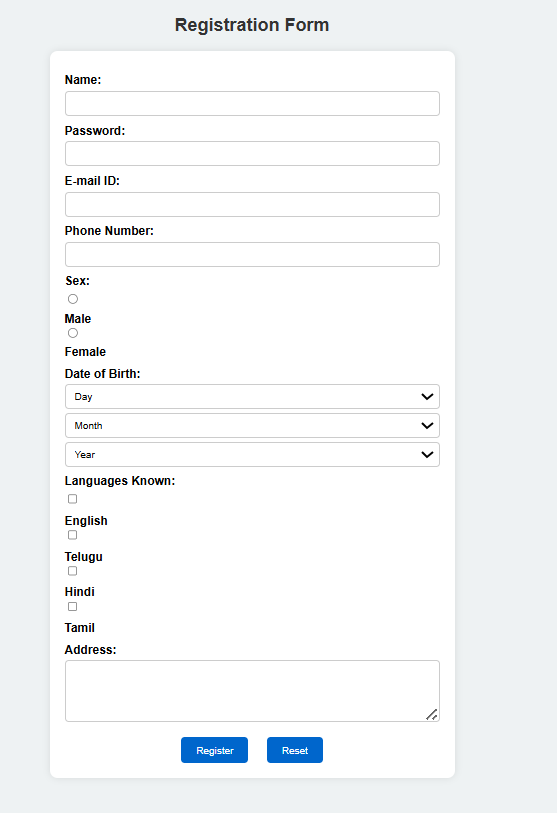 Registration Form
Name:
Password:
E-mail ID:
Phone Number:
Sex:
Male
Female
Date of Birth:
Day
Month
Year
Languages Known:
English
Telugu
Hindi
Tamil
Address:
Register Reset